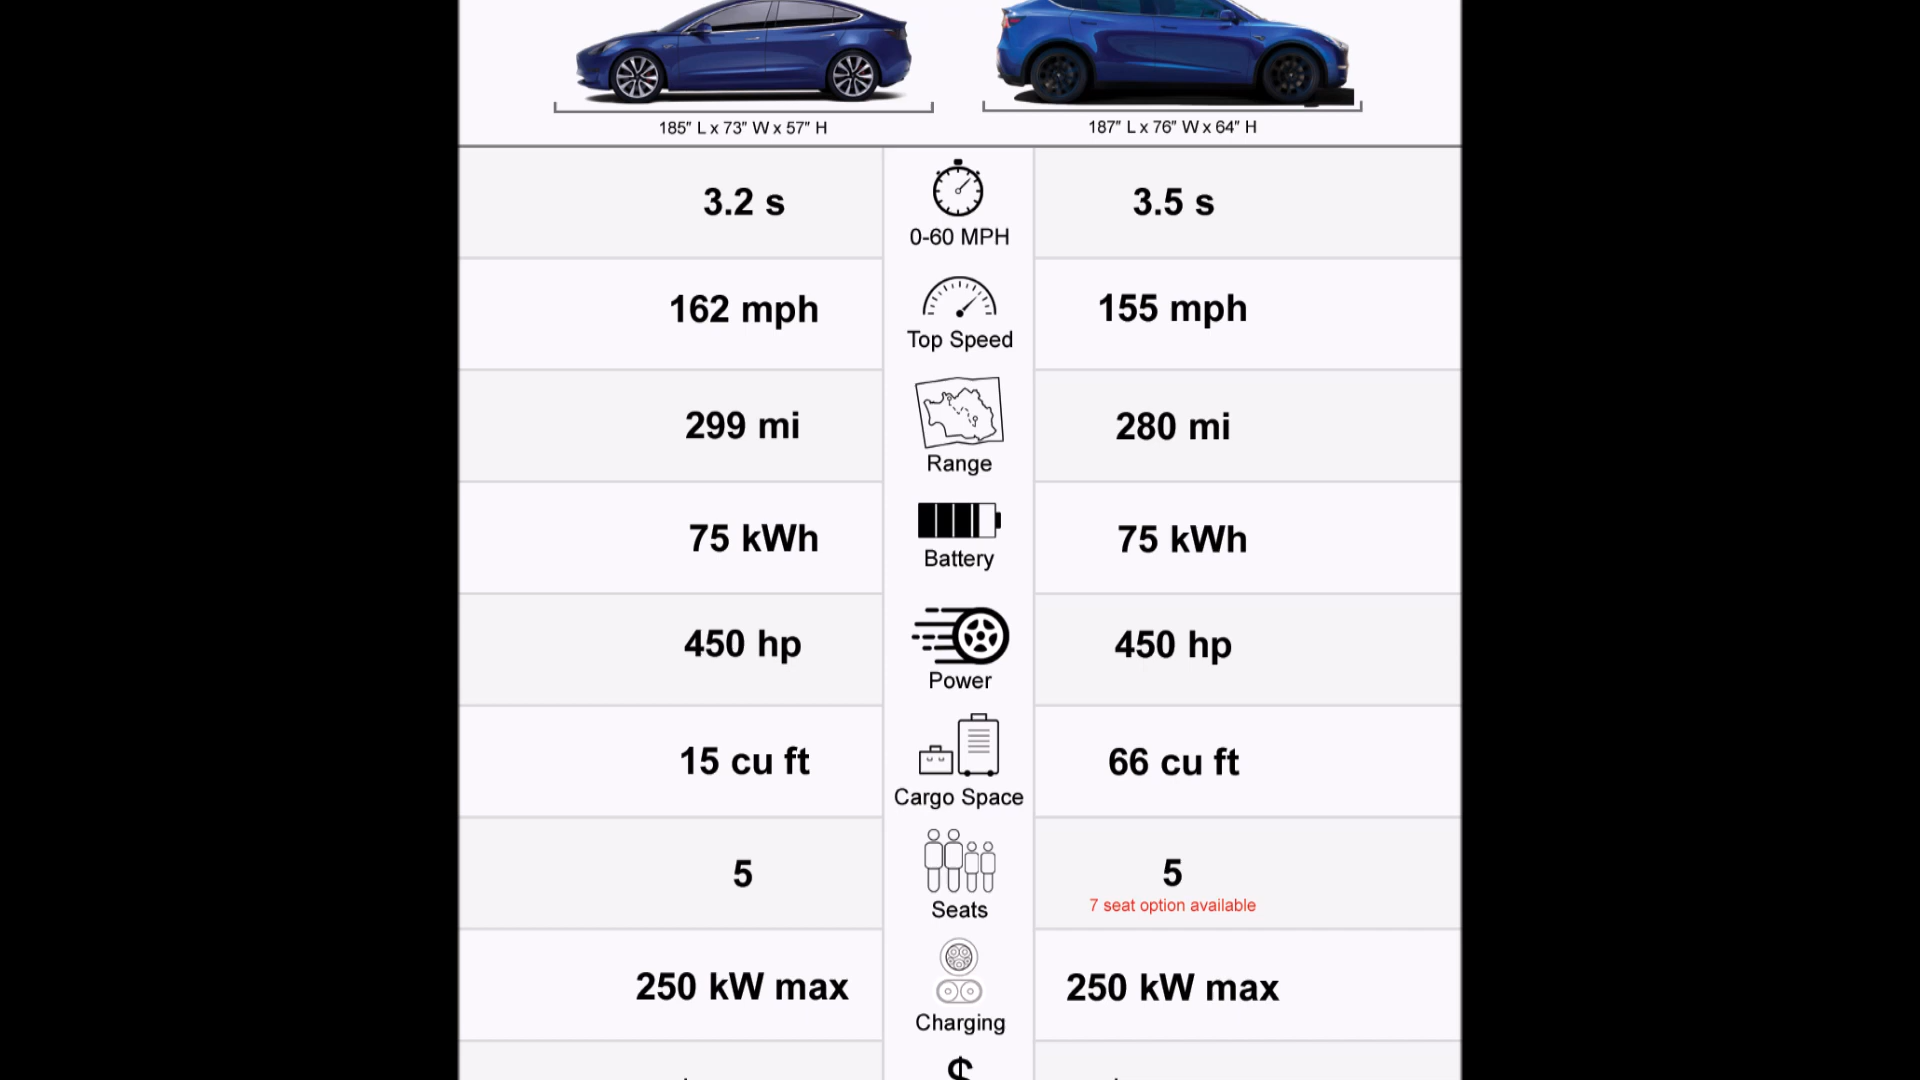 185" L x 73" W x 57" H
187" L x 76" W x 64" H
3.2 s
0-60 MPH
3.5 s
162 mph
Top Speed
155 mph
299 mi
Range
280 mi
75 kWh
Battery
75 kWh
450 hp
Power
450 hp
15 cu ft
Cargo Space
66 cu ft
5
Seats
5
7 seat option available
250 kW max
Charging
250 kW max
$